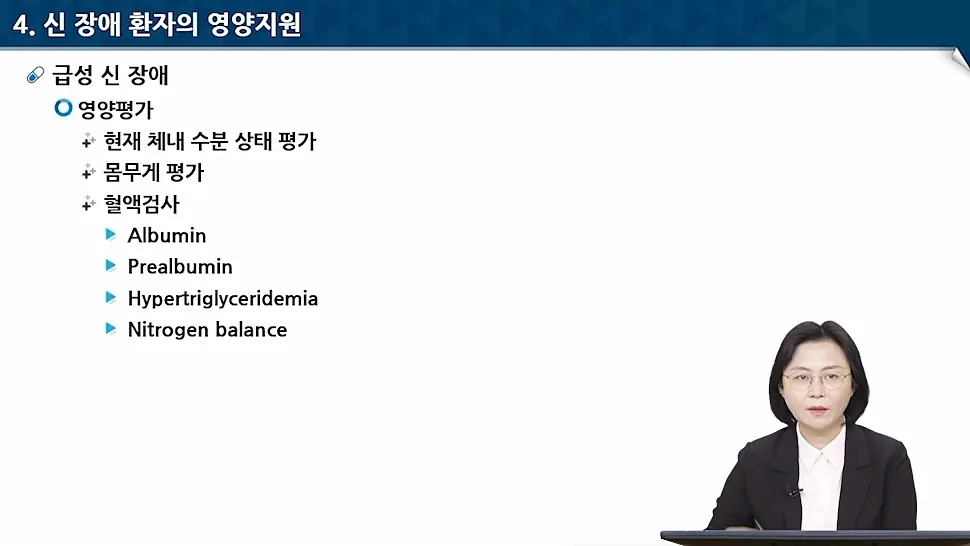 4. 신 장애 환자의 영양지원
급성 신 장애
영양평가
현재 체내 수분 상태 평가
몸무게 평가
혈액검사
Albumin
Prealbumin
Hypertriglyceridemia
Nitrogen balance